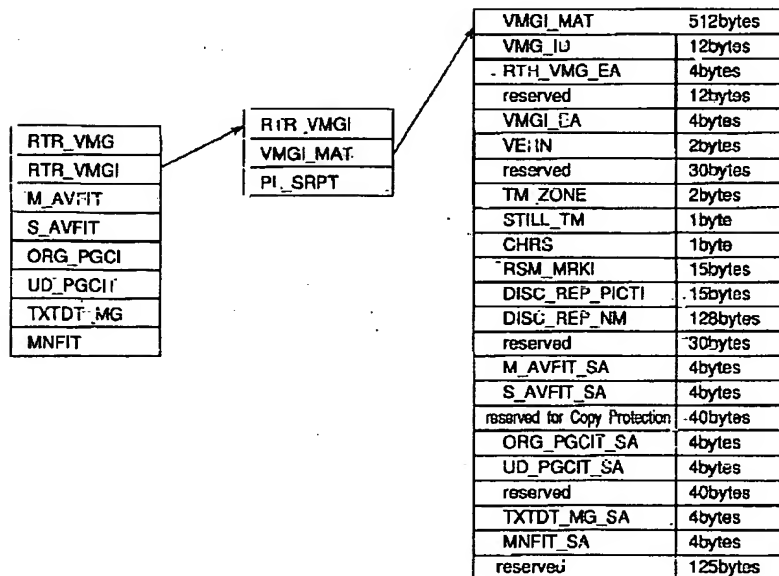 RTR_VMG
RTR_VMGI
M_AVFIT
S_AVFIT
ORG_PGCI
UD_PGCIT
TXTDT_MG
MNFIT
RTR_VMGI
VMGI_MAT
PL_SRPT
VMGI_MAT 512bytes
VMG_ID 12bytes
RTR_VMG_EA 4bytes
reserved 12bytes
VMGI_EA 4bytes
VERN 2bytes
reserved 30bytes
TM_ZONE 2bytes
STILL_TM 1byte
CHRS 1byte
RSM_MRKI 15bytes
DISC_REP_PICTI 15bytes
DISC_REP_NM 128bytes
reserved 30bytes
M_AVFIT_SA 4bytes
S_AVFIT_SA 4bytes
reserved for Copy Protection 40bytes
ORG_PGCIT_SA 4bytes
UD_PGCIT_SA 4bytes
reserved 40bytes
TXTDT_MG_SA 4bytes
MNFIT_SA 4bytes
reserved 125bytes